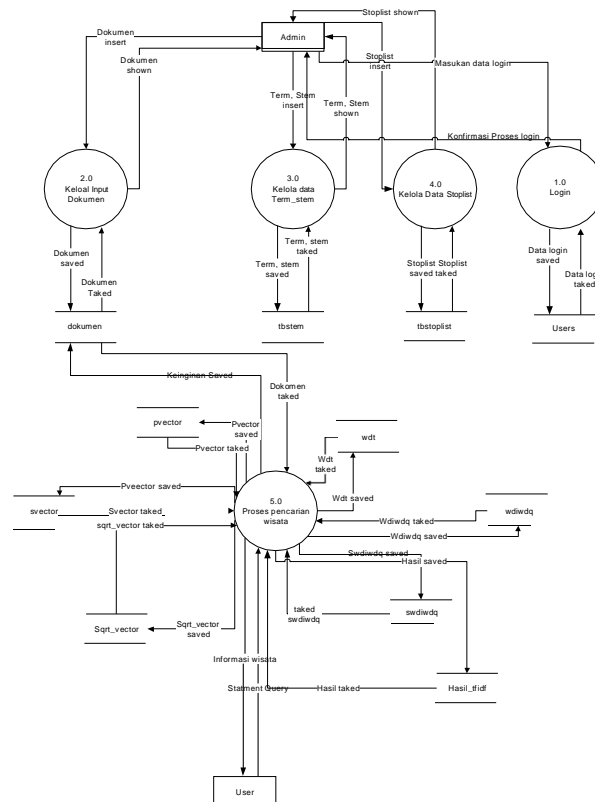 Stoplist shown
Admin
Dokumen
insert
Dokumen
shown
Stoplist
insert
Masukan data login
Term, Stem
insert
Term, Stem
shown
Konfirmasi Proses login
2.0
Keloal Input
Dokumen
3.0
Kelola data
Term_stem
4.0
Kelola Data Stoplist
1.0
Login
Dokumen
saved
Dokumen
Taked
Term, stem
saved
Term, stem
taked
Stoplist Stoplist
saved taked
Data login
saved
Data login
taked
dokumen
tbstem
tbstoplist
Users
Keinginan Saved
Dokomen
taked
pvector
Pvector
saved
Pvector taked
wdt
Wdt
taked
Wdt saved
5.0
Proses pencarian
wisata
Pveector saved
svector
Svector taked
sqrt_vector taked
wdiwdq
Wdiwdq taked
Wdiwdq saved
Swdiwdq saved
Hasil saved
taked
swdiwdq
swdiwdq
Sqrt_vector
Sqrt_vector
saved
Informasi wisata
Statment Query
Hasil taked
Hasil_tfidf
User